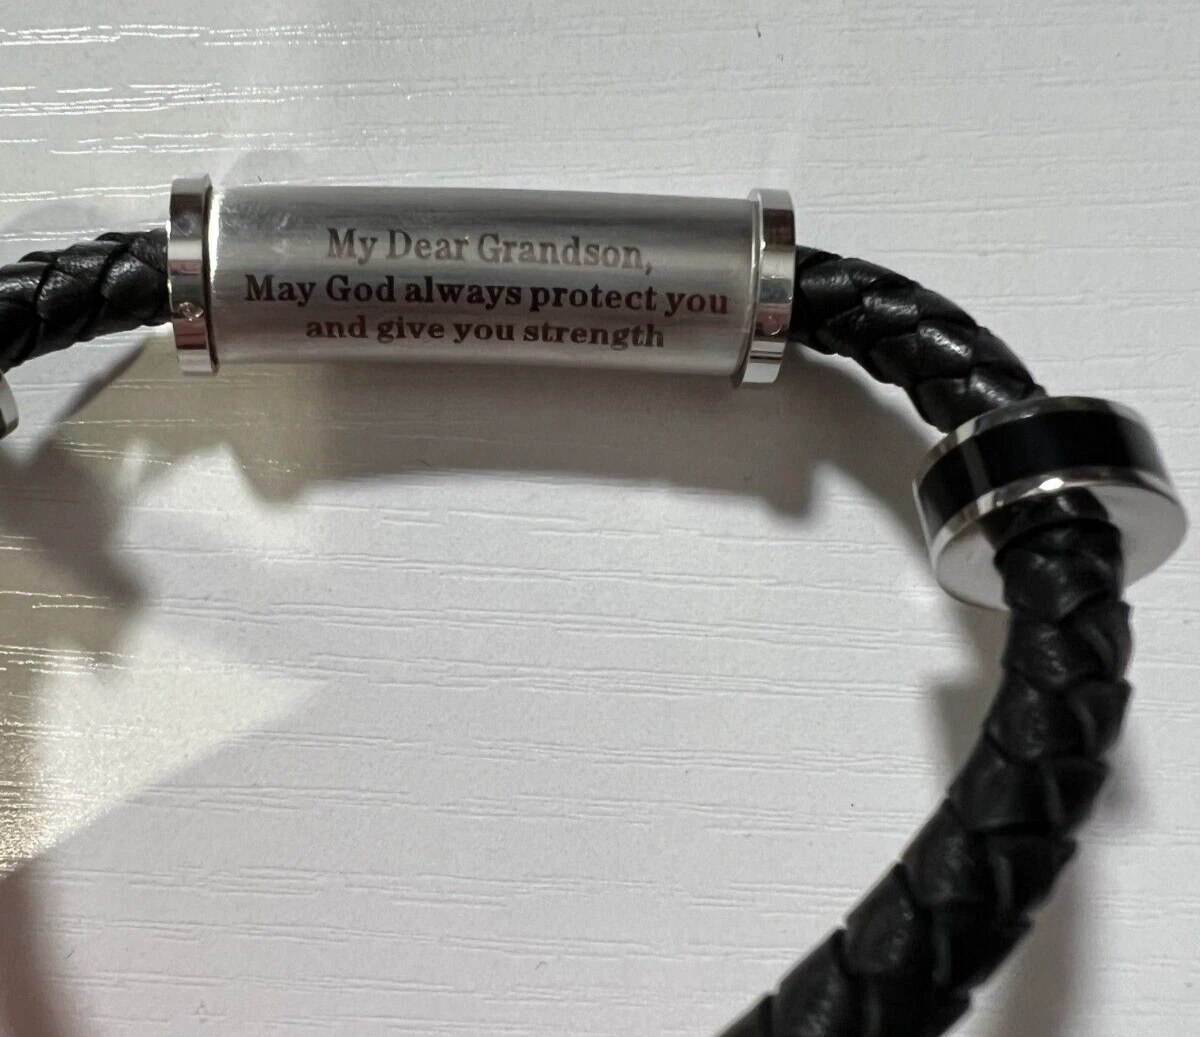 My Dear Grandson,
May God always protect you
and give you strength